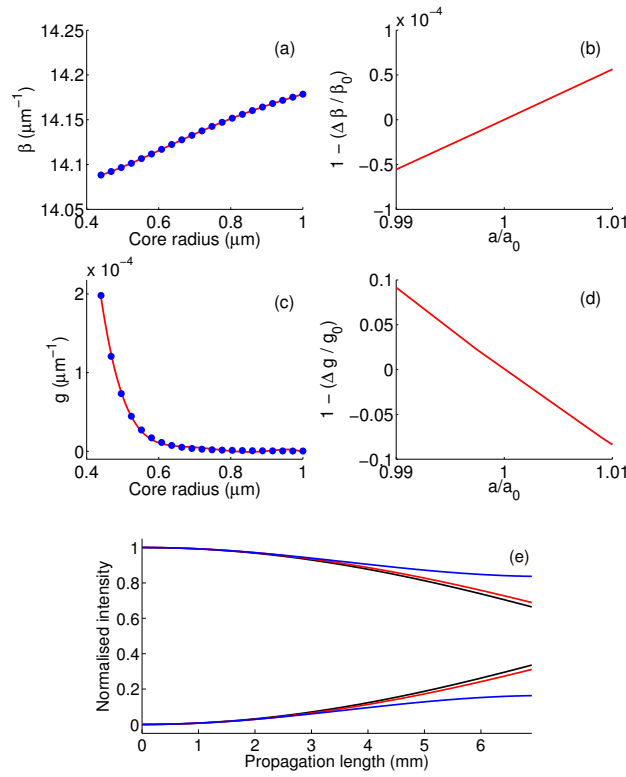 (a)
14.25
14.2
14.15
14.1
14.05
β (μm⁻¹)
0.4 0.6 0.8 1
Core radius (μm)
x 10⁻⁴
(b)
1
0.5
0
−0.5
−1
1 − (Δ β / β₀)
0.99 1 1.01
a/a₀
x 10⁻⁴
(c)
2
1
0
g (μm⁻¹)
0.4 0.6 0.8 1
Core radius (μm)
(d)
0.1
0.05
0
−0.05
−0.1
1 − (Δ g / g₀)
0.99 1 1.01
a/a₀
(e)
1
0.8
0.6
0.4
0.2
0
Normalised intensity
0 1 2 3 4 5 6
Propagation length (mm)